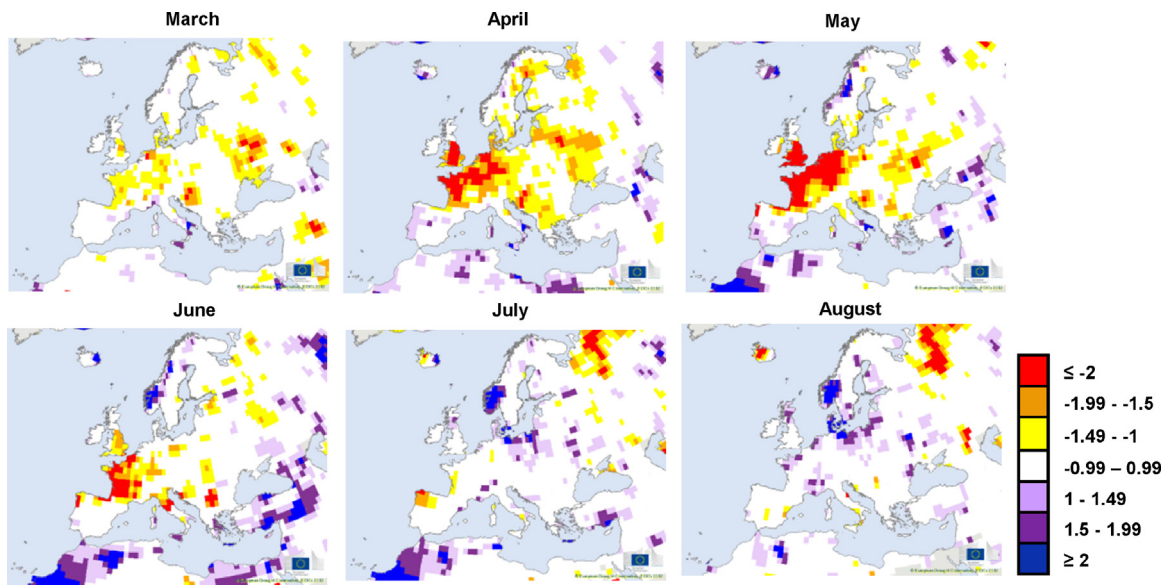 March
April
May
June
July
August
≤ -2
-1.99 - -1.5
-1.49 - -1
-0.99 – 0.99
1 - 1.49
1.5 - 1.99
≥ 2